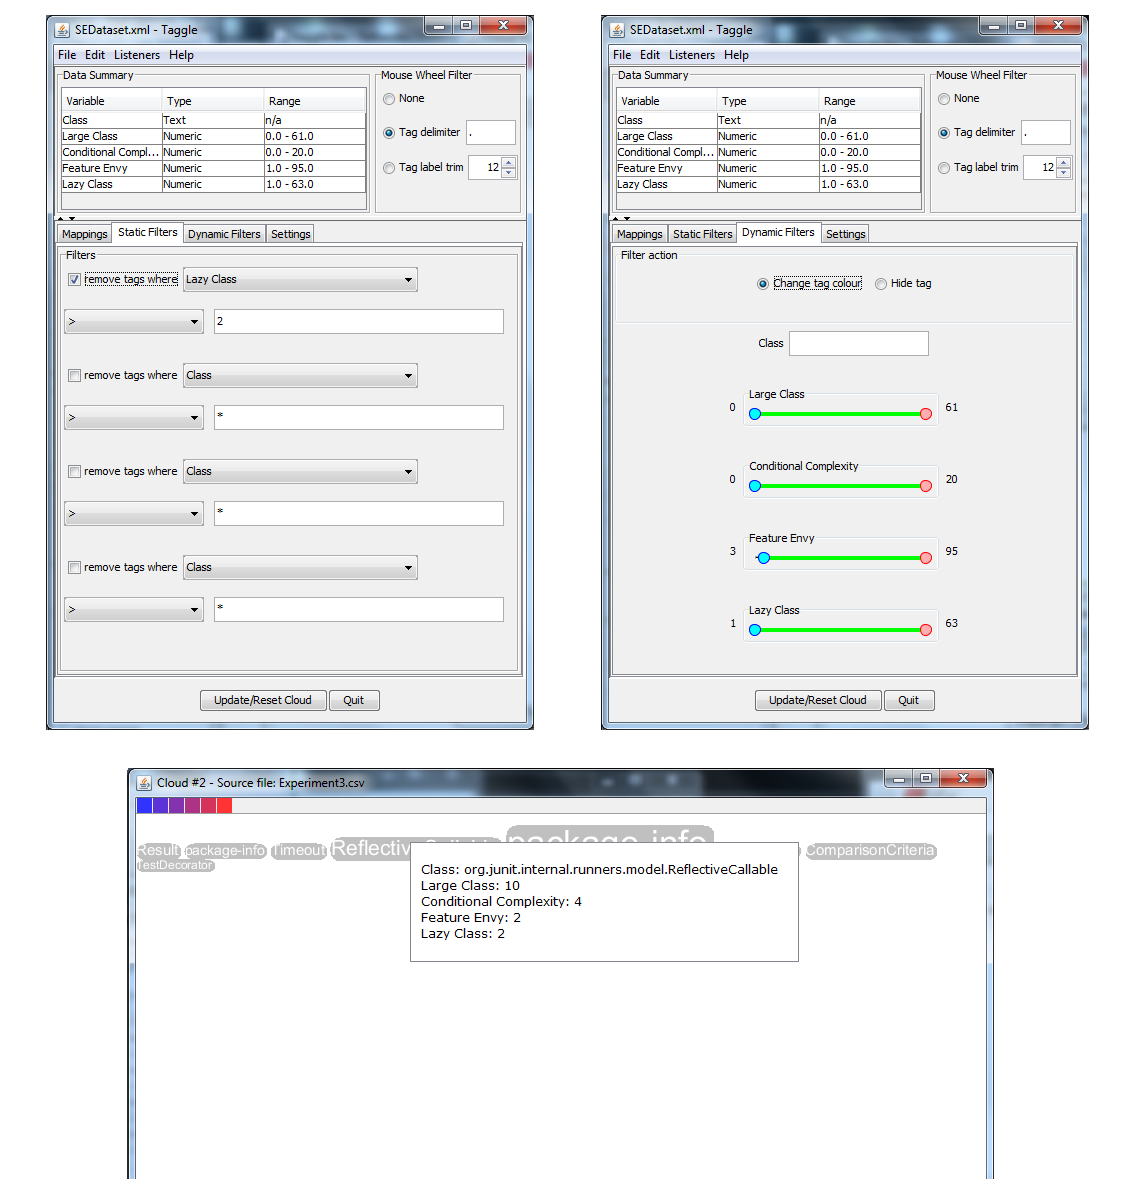 SEDataset.xml - Taggle
File Edit Listeners Help
Data Summary
Variable Type Range
Class Text n/a
Large Class Numeric 0.0 - 61.0
Conditional Compl... Numeric 0.0 - 20.0
Feature Envy Numeric 1.0 - 95.0
Lazy Class Numeric 1.0 - 63.0
Mouse Wheel Filter
None
Tag delimiter .
Tag label trim 12
Mappings Static Filters Dynamic Filters Settings
Filters
remove tags where Lazy Class
> 2
remove tags where Class
> *
remove tags where Class
> *
remove tags where Class
> *
Update/Reset Cloud Quit
SEDataset.xml - Taggle
File Edit Listeners Help
Data Summary
Variable Type Range
Class Text n/a
Large Class Numeric 0.0 - 61.0
Conditional Compl... Numeric 0.0 - 20.0
Feature Envy Numeric 1.0 - 95.0
Lazy Class Numeric 1.0 - 63.0
Mouse Wheel Filter
None
Tag delimiter .
Tag label trim 12
Mappings Static Filters Dynamic Filters Settings
Filter action
Change tag colour Hide tag
Class
Large Class
0 61
Conditional Complexity
0 20
Feature Envy
3 95
Lazy Class
1 63
Update/Reset Cloud Quit
Cloud #2 - Source file: Experiment3.csv
Result package-info Timeout package-info ComparisonCriteria
TestDecorator
Class: org.junit.internal.runners.model.ReflectiveCallable
Large Class: 10
Conditional Complexity: 4
Feature Envy: 2
Lazy Class: 2